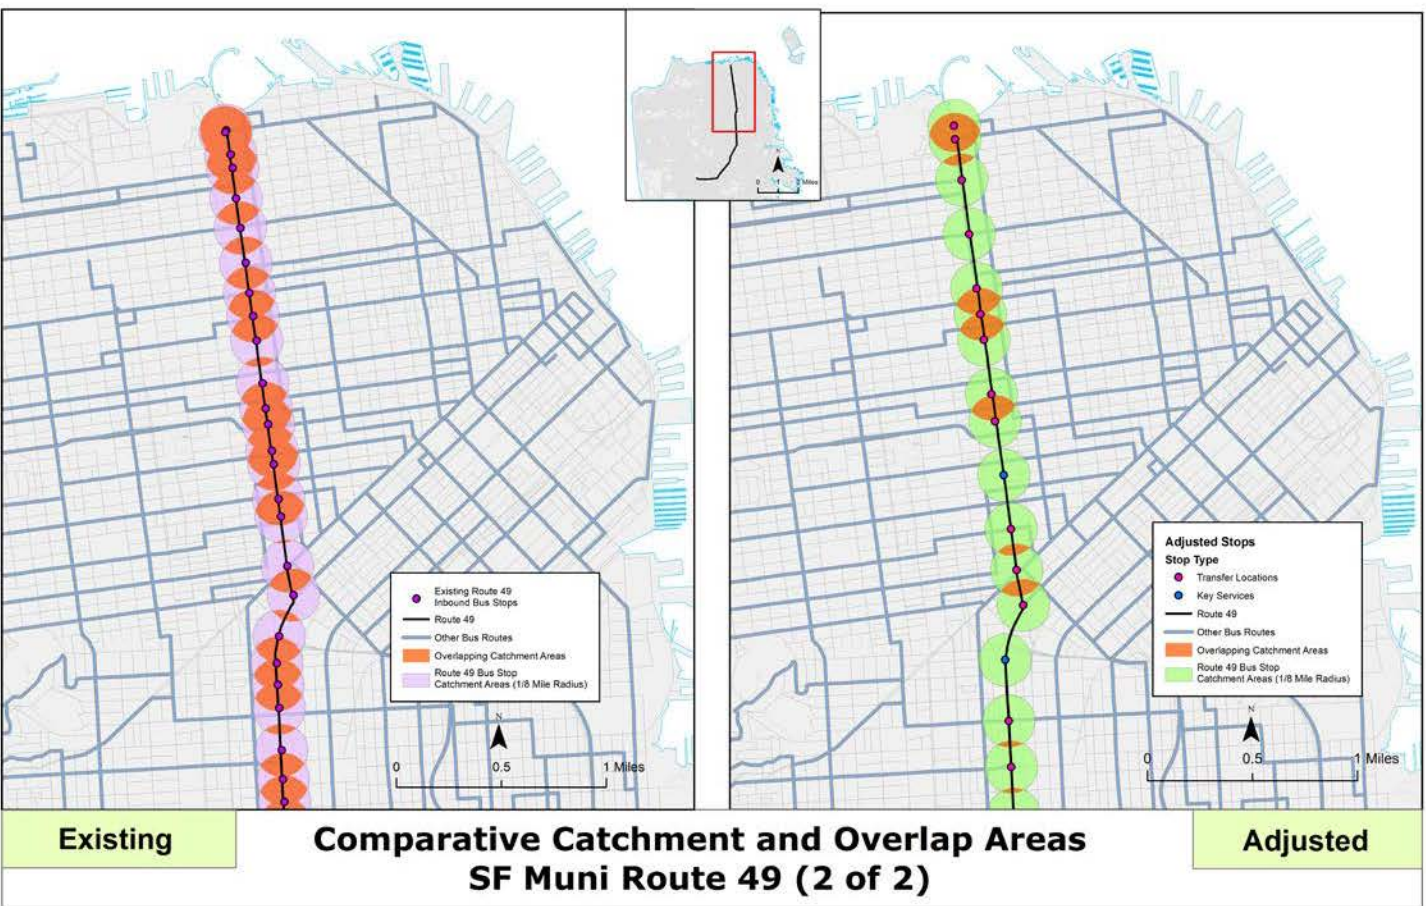 N
0
Miles
Existing Route 49
Inbound Bus Stops
Route 49
Other Bus Routes
Overlapping Catchment Areas
Route 49 Bus Stop
Catchment Areas (1/8 Mile Radius)
N
0
0.5
1 Miles
Adjusted Stops
Stop Type
Transfer Locations
Key Services
Route 49
Other Bus Routes
Overlapping Catchment Areas
Route 49 Bus Stop
Catchment Areas (1/8 Mile Radius)
N
0
0.5
1 Miles
Existing
Comparative Catchment and Overlap Areas
SF Muni Route 49 (2 of 2)
Adjusted